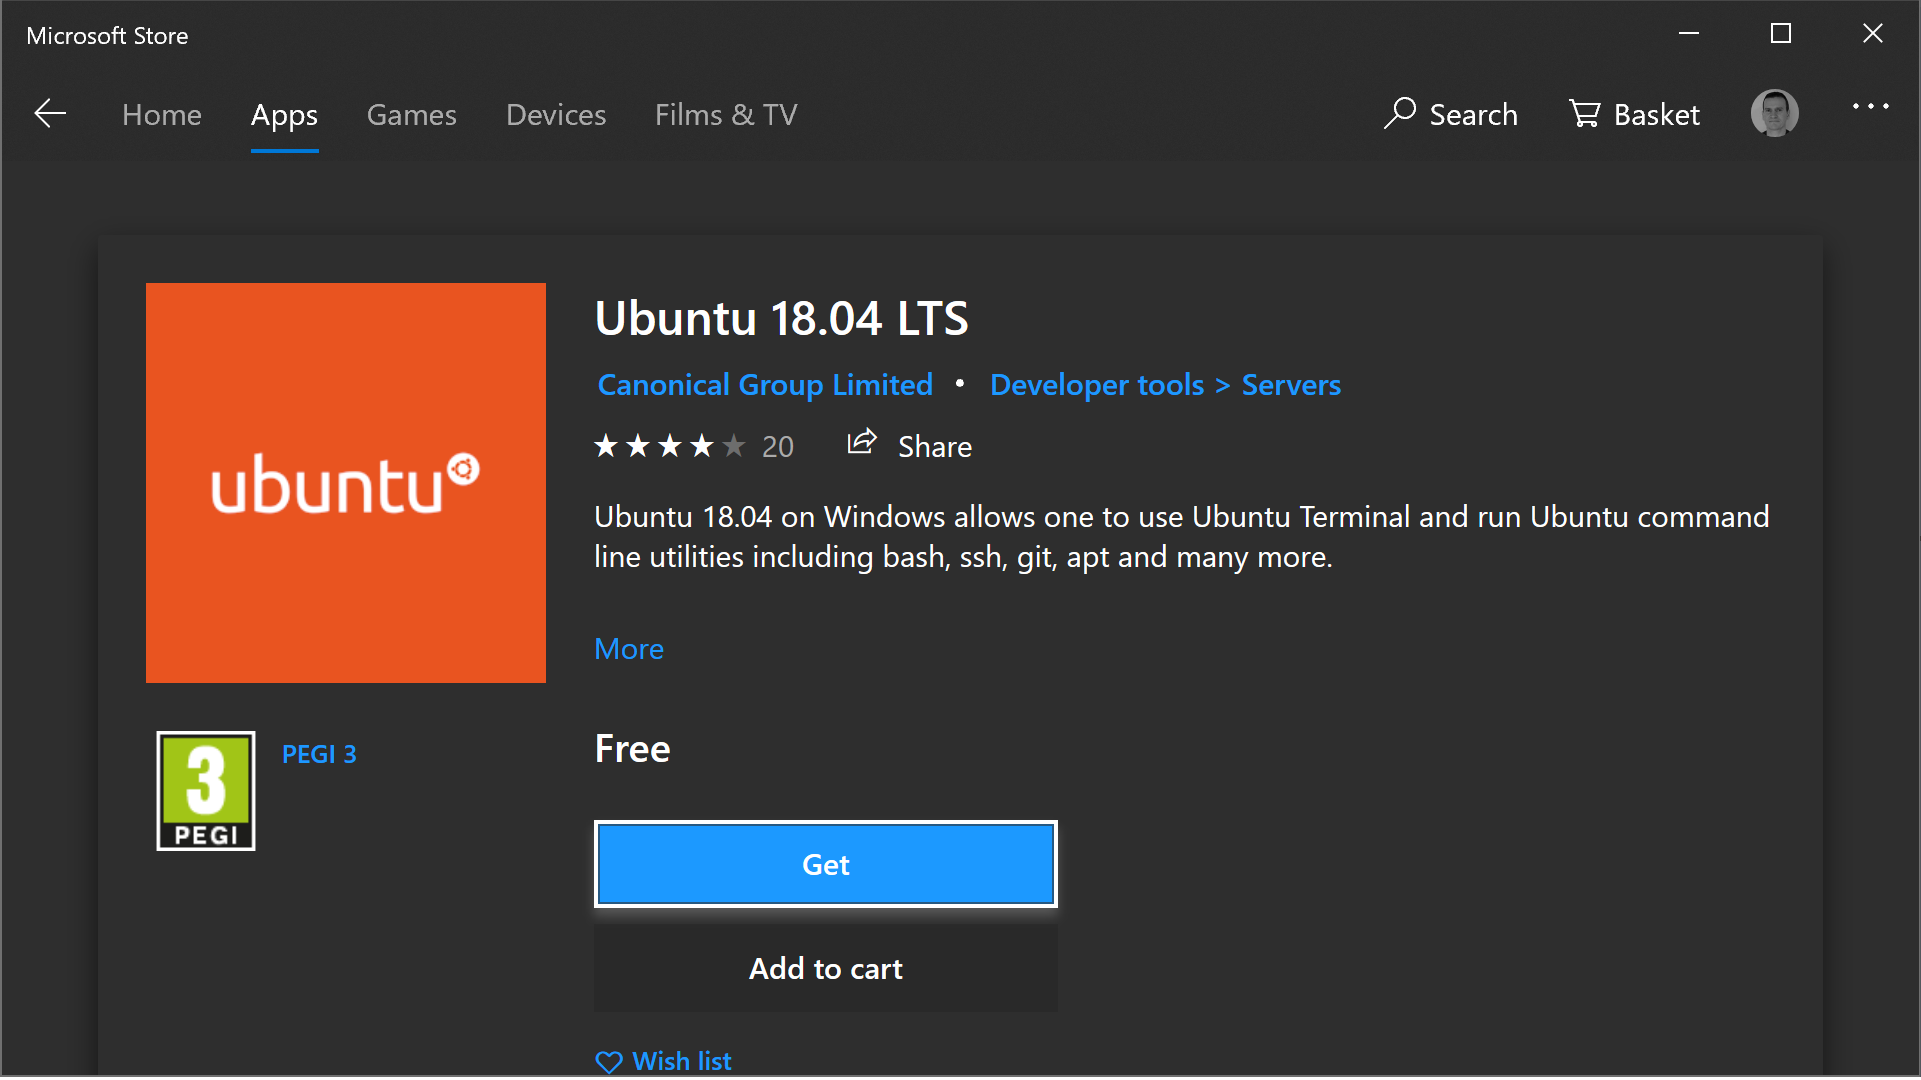 Microsoft Store
Home Apps Games Devices Films & TV Search Basket
ubuntu
Ubuntu 18.04 LTS
Canonical Group Limited • Developer tools > Servers
20 Share
Ubuntu 18.04 on Windows allows one to use Ubuntu Terminal and run Ubuntu command
line utilities including bash, ssh, git, apt and many more.
More
3
PEGI
PEGI 3
Free
Get
Add to cart
Wish list